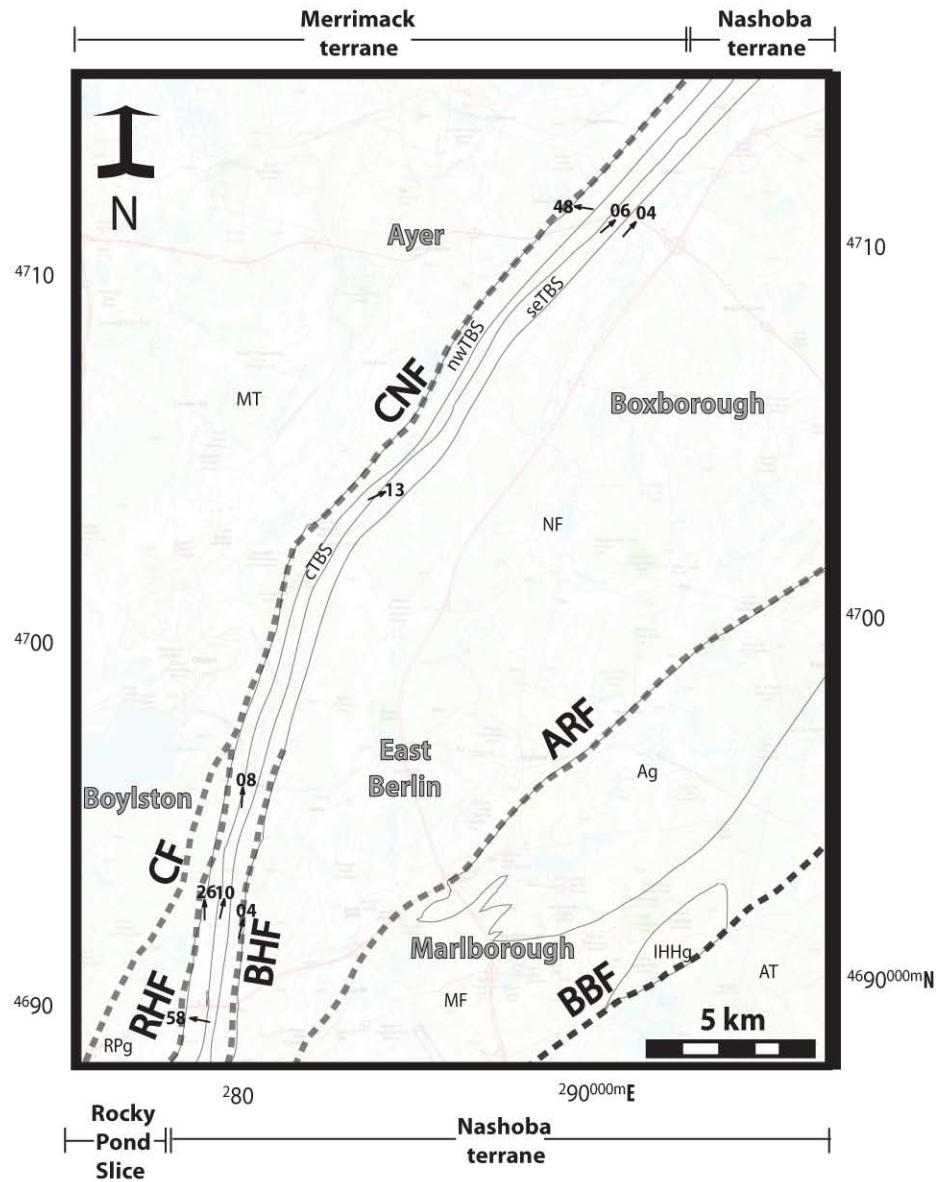 Merrimack
terrane
Nashoba
terrane
N
48
06 04
Ayer
4710
4710
seTBS
nwTBS
CNF
MT
Boxborough
13
NF
cTBS
4700
4700
ARF
East
Berlin
Ag
08
Boylston
CF
26 10
04
BHF
Marlborough
IHHg
BBF
AT
4690000mN
MF
RHF
58
4690
RPg
5 km
280
290000mE
Rocky
Pond
Slice
Nashoba
terrane